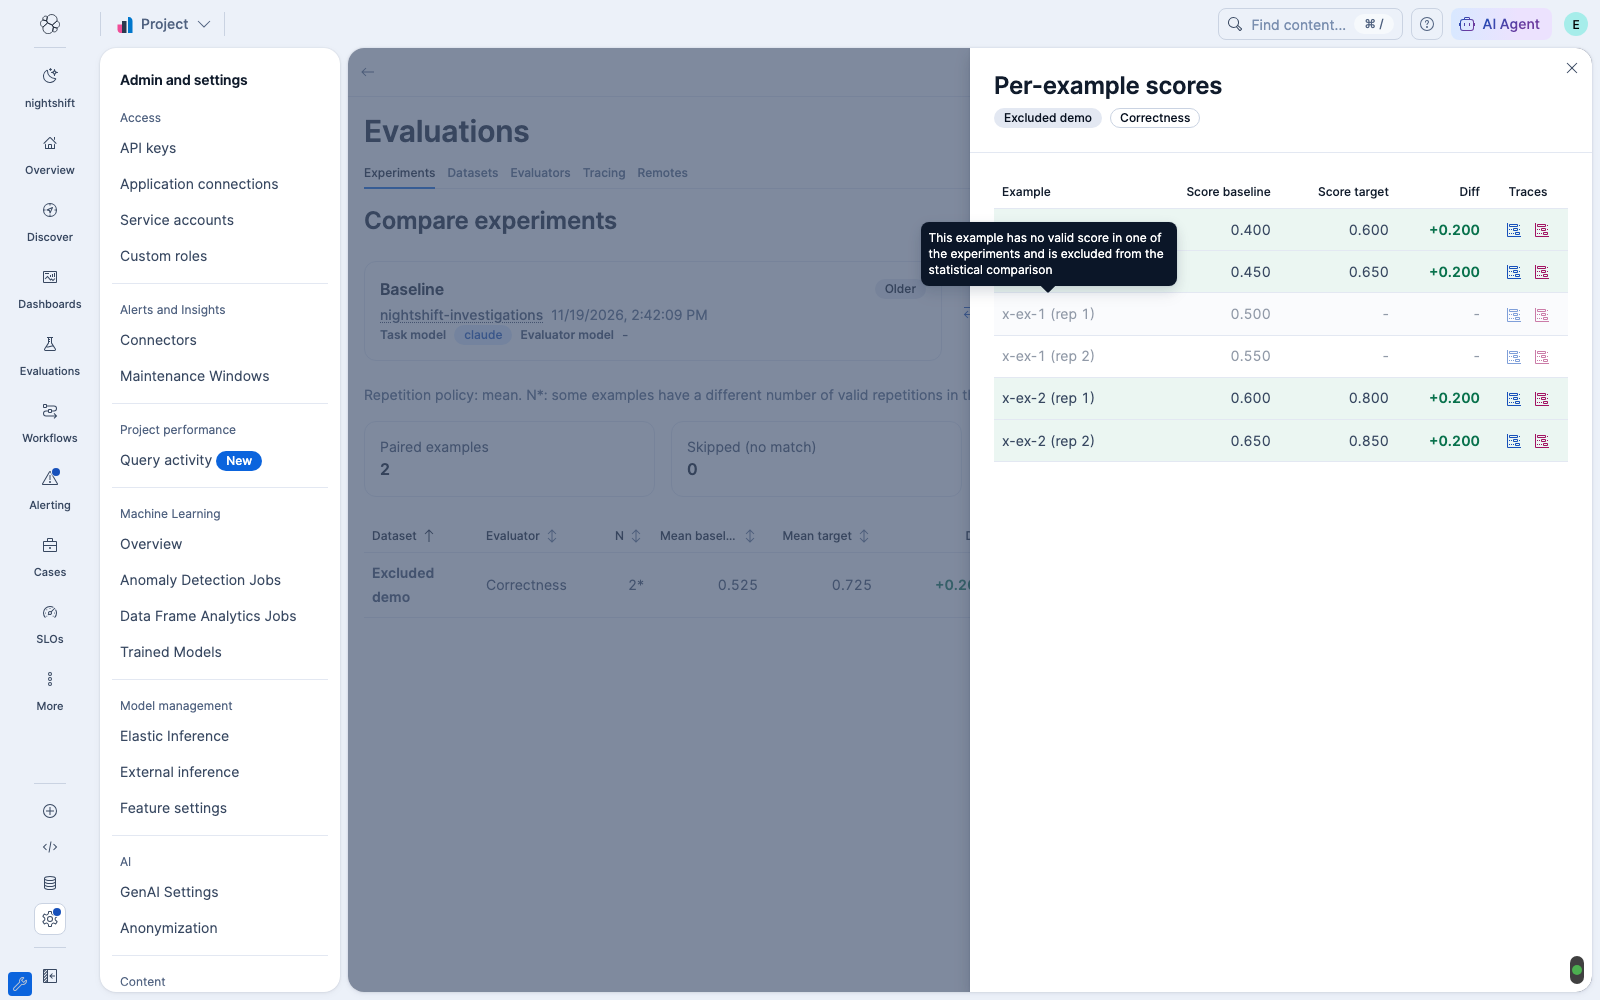 Project
Find content...
⌘ /
AI Agent
E
nightshift
Overview
Discover
Dashboards
Evaluations
Workflows
Alerting
Cases
SLOs
More
Admin and settings
Access
API keys
Application connections
Service accounts
Custom roles
Alerts and Insights
Connectors
Maintenance Windows
Project performance
Query activity New
Machine Learning
Overview
Anomaly Detection Jobs
Data Frame Analytics Jobs
Trained Models
Model management
Elastic Inference
External inference
Feature settings
AI
GenAI Settings
Anonymization
Content
Evaluations
Experiments Datasets Evaluators Tracing Remotes
Compare experiments
Baseline
Older
nightshift-investigations 11/19/2026, 2:42:09 PM
Task model claude Evaluator model -
Repetition policy: mean. N*: some examples have a different number of valid repetitions in
Paired examples
2
Skipped (no match)
0
Dataset Evaluator N Mean basel... Mean target
Excluded demo Correctness 2* 0.525 0.725
Per-example scores
Excluded demo Correctness
Example Score baseline Score target Diff Traces
0.400 0.600 +0.200
0.450 0.650 +0.200
This example has no valid score in one of
the experiments and is excluded from the
statistical comparison
x-ex-1 (rep 1) 0.500 - -
x-ex-1 (rep 2) 0.550 - -
x-ex-2 (rep 1) 0.600 0.800 +0.200
x-ex-2 (rep 2) 0.650 0.850 +0.200